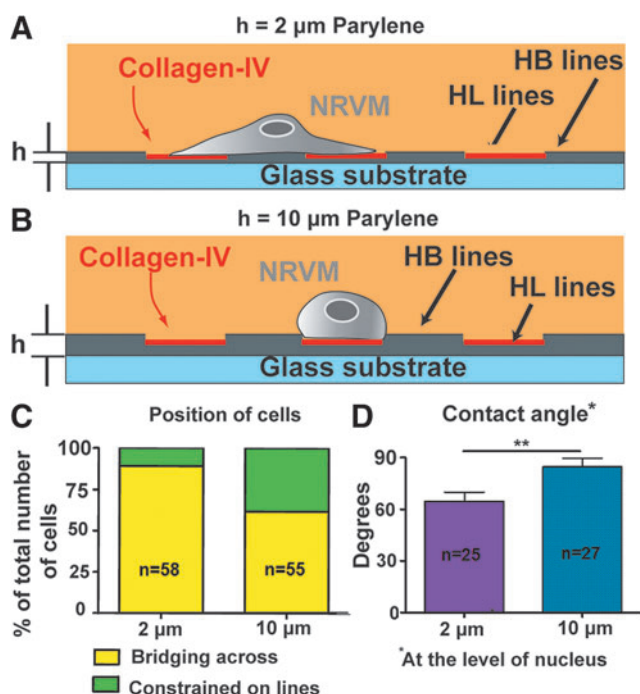 A
h = 2 µm Parylene
Collagen-IV
NRVM
HL lines
HB lines
h
Glass substrate
B
h = 10 µm Parylene
Collagen-IV
NRVM
HB lines
HL lines
h
Glass substrate
C
Position of cells
% of total number
of cells
100
75
50
25
0
n=58
n=55
2 µm
10 µm
Bridging across
Constrained on lines
D
Contact angle*
**
Degrees
90
60
30
0
n=25
n=27
2 µm
10 µm
*At the level of nucleus